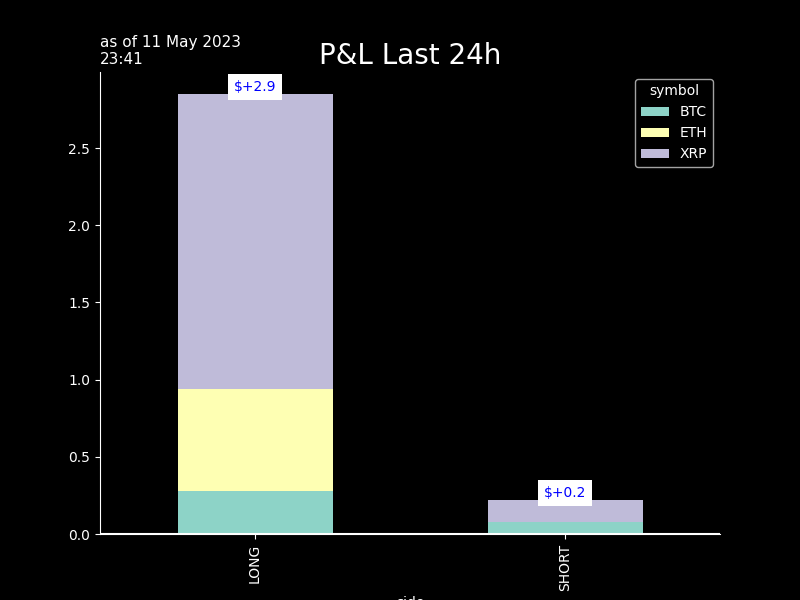 as of 11 May 2023
23:41
P&L Last 24h
$+2.9
symbol
BTC
ETH
XRP
2.5
2.0
1.5
1.0
0.5
0.0
$+0.2
LONG
SHORT